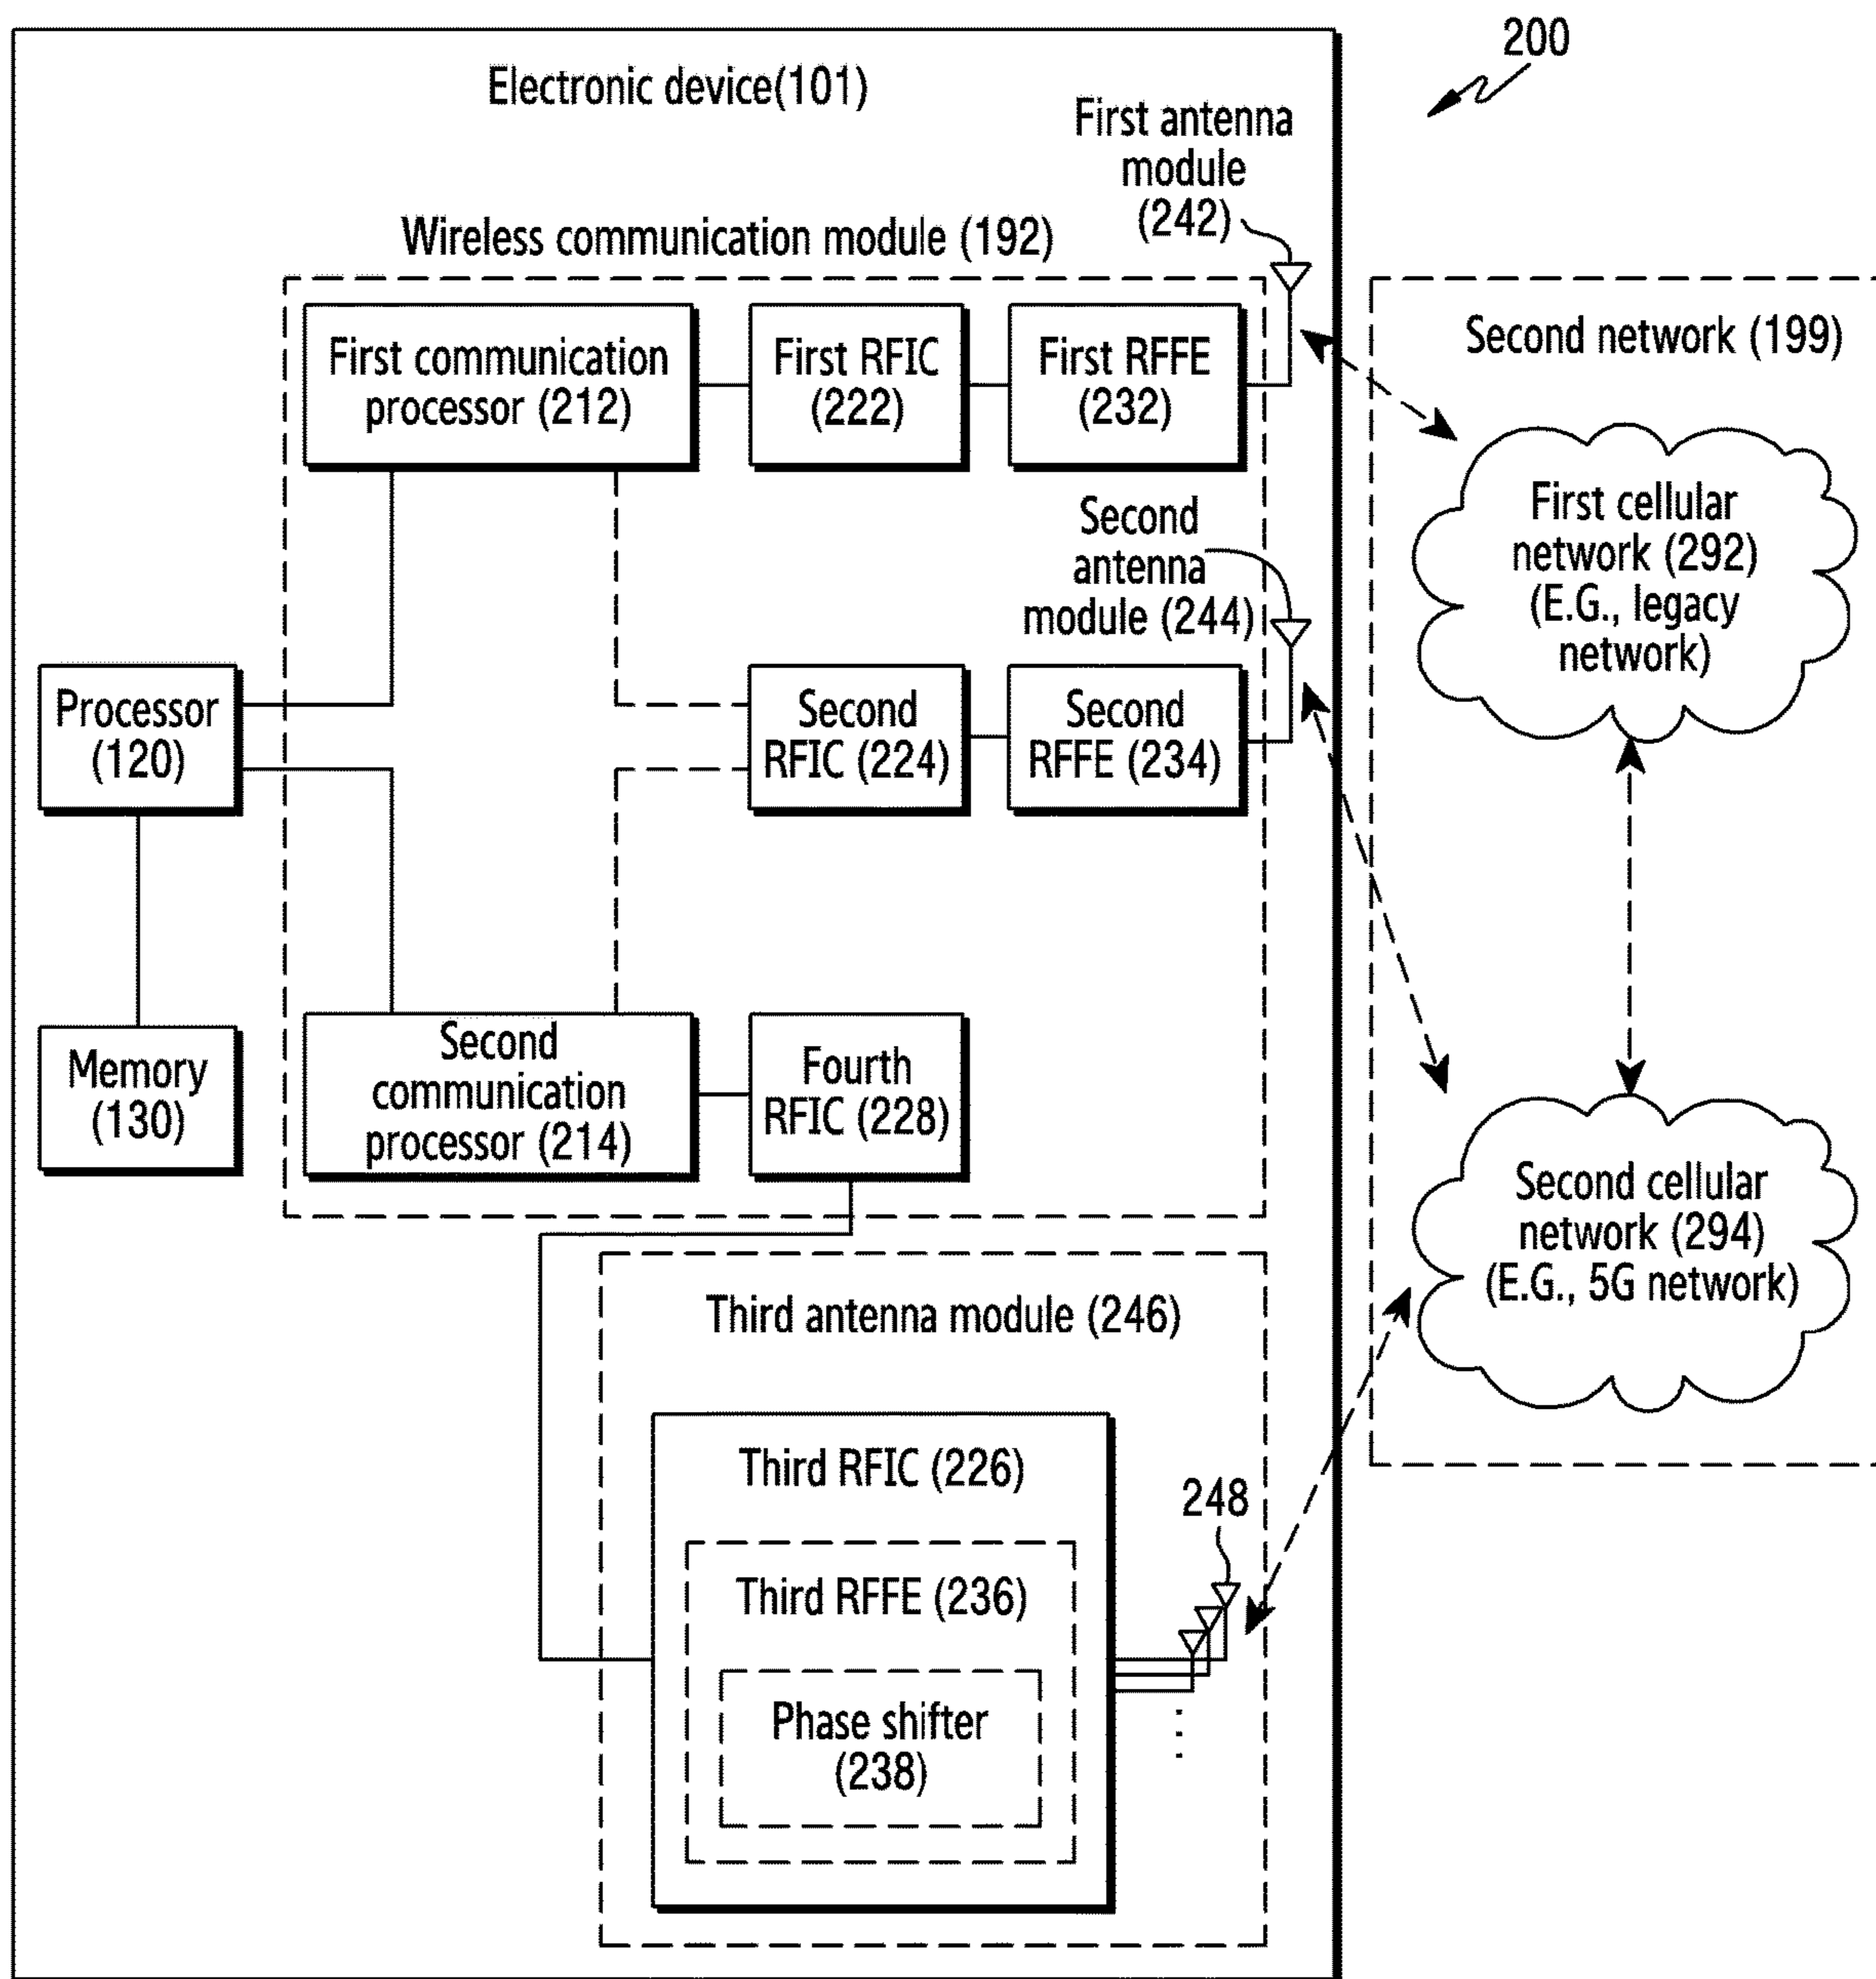 200
Electronic device(101)
First antenna
module
(242)
Wireless communication module (192)
First communication
processor (212)
First RFIC
(222)
First RFFE
(232)
Second network (199)
First cellular
network (292)
(E.G., legacy
network)
Second
antenna
module (244)
Processor
(120)
Second
RFIC (224)
Second
RFFE (234)
Memory
(130)
Second
communication
processor (214)
Fourth
RFIC (228)
Second cellular
network (294)
(E.G., 5G network)
Third antenna module (246)
Third RFIC (226)
248
Third RFFE (236)
Phase shifter
(238)